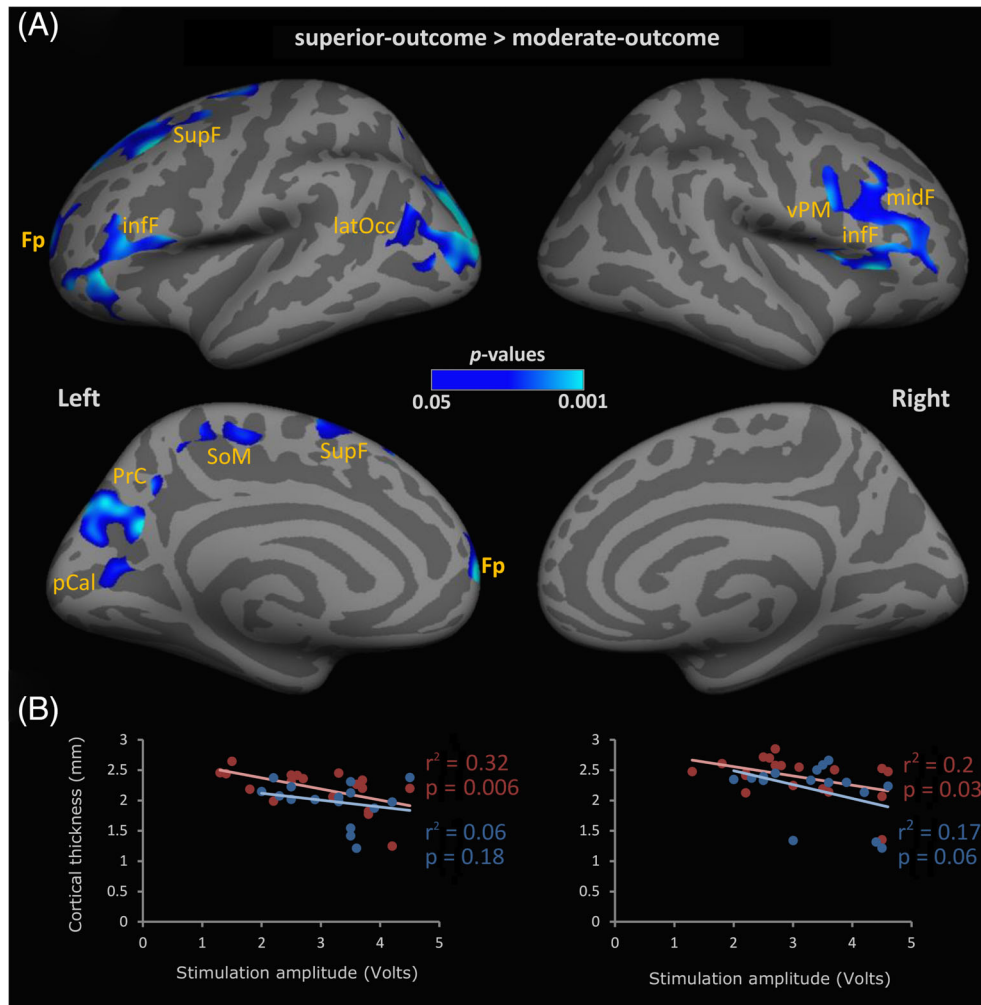 (A)
superior-outcome > moderate-outcome
SupF
infF
Fp
latOcc
vPM
midF
infF
p-values
0.05 0.001
Left
Right
SoM
SupF
PrC
pCal
Fp
(B)
Cortical thickness (mm)
3
2.5
2
1.5
1
0.5
0
0 1 2 3 4 5
Stimulation amplitude (Volts)
r² = 0.32
p = 0.006
r² = 0.06
p = 0.18
3
2.5
2
1.5
1
0.5
0
0 1 2 3 4 5
Stimulation amplitude (Volts)
r² = 0.2
p = 0.03
r² = 0.17
p = 0.06